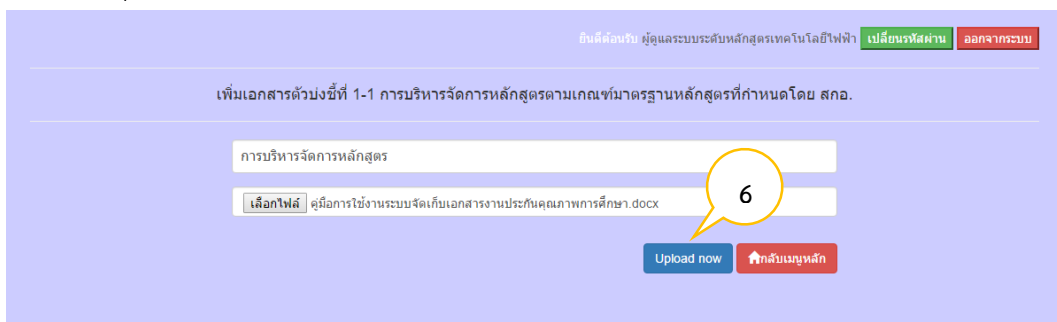 ยินดีต้อนรับ ผู้ดูแลระบบระดับหลักสูตรเทคโนโลยีไฟฟ้า เปลี่ยนรหัสผ่าน ออกจากระบบ
เพิ่มเอกสารตัวบ่งชี้ที่ 1-1 การบริหารจัดการหลักสูตรตามเกณฑ์มาตรฐานหลักสูตรที่กำหนดโดย สกอ.
การบริหารจัดการหลักสูตร
6
เลือกไฟล์ คู่มือการใช้งานระบบจัดเก็บเอกสารงานประกันคุณภาพการศึกษา.docx
Upload now กลับเมนูหลัก